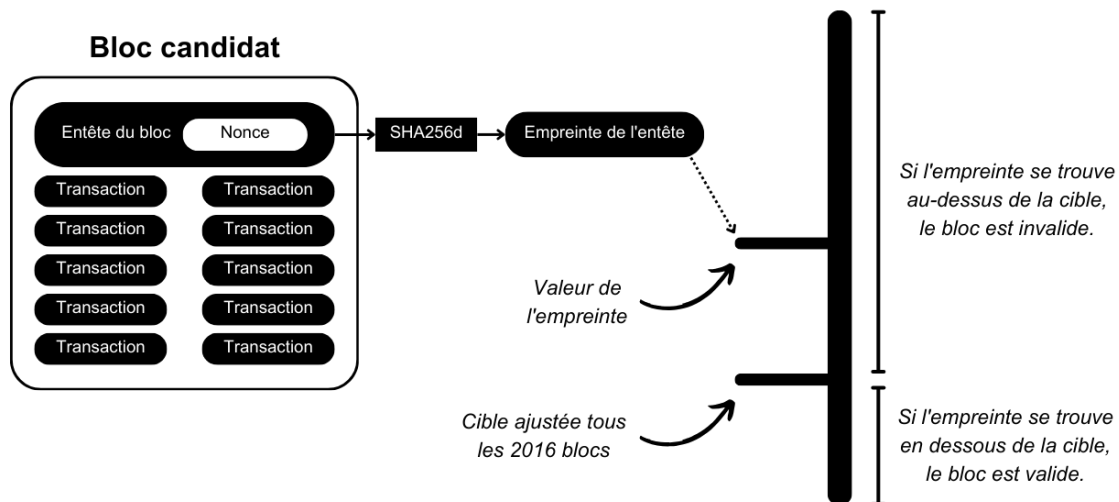 Bloc candidat
Entête du bloc
Nonce
SHA256d
Empreinte de l'entête
Transaction
Transaction
Transaction
Transaction
Transaction
Transaction
Transaction
Transaction
Transaction
Transaction
Valeur de
l'empreinte
Cible ajustée tous
les 2016 blocs
Si l'empreinte se trouve
au-dessus de la cible,
le bloc est invalide.
Si l'empreinte se trouve
en dessous de la cible,
le bloc est valide.